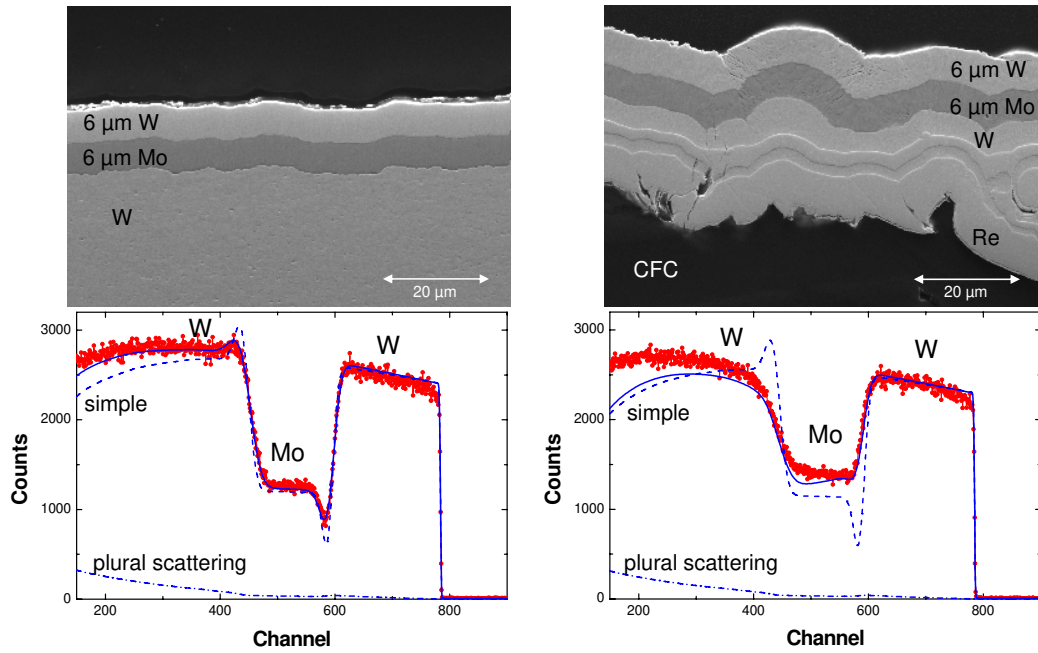 6 µm W
6 µm Mo
W
20 µm
6 µm W
6 µm Mo
W
Re
CFC
20 µm
3000
2000
1000
0
Counts
W
W
simple
Mo
plural scattering
200 400 600 800
Channel
3000
2000
1000
0
Counts
W
W
simple
Mo
plural scattering
200 400 600 800
Channel